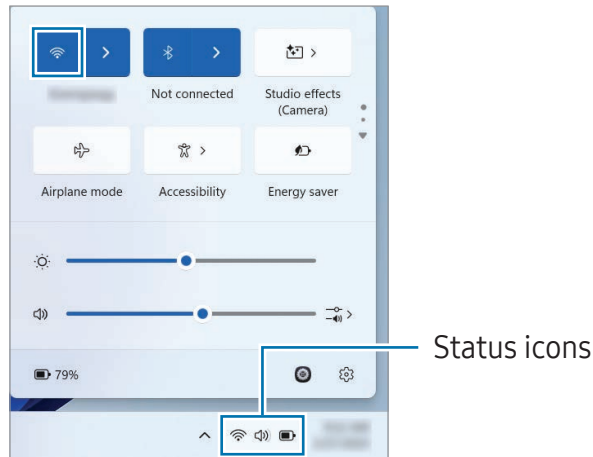 Not connected
Studio effects
(Camera)
Airplane mode
Accessibility
Energy saver
79%
Status icons